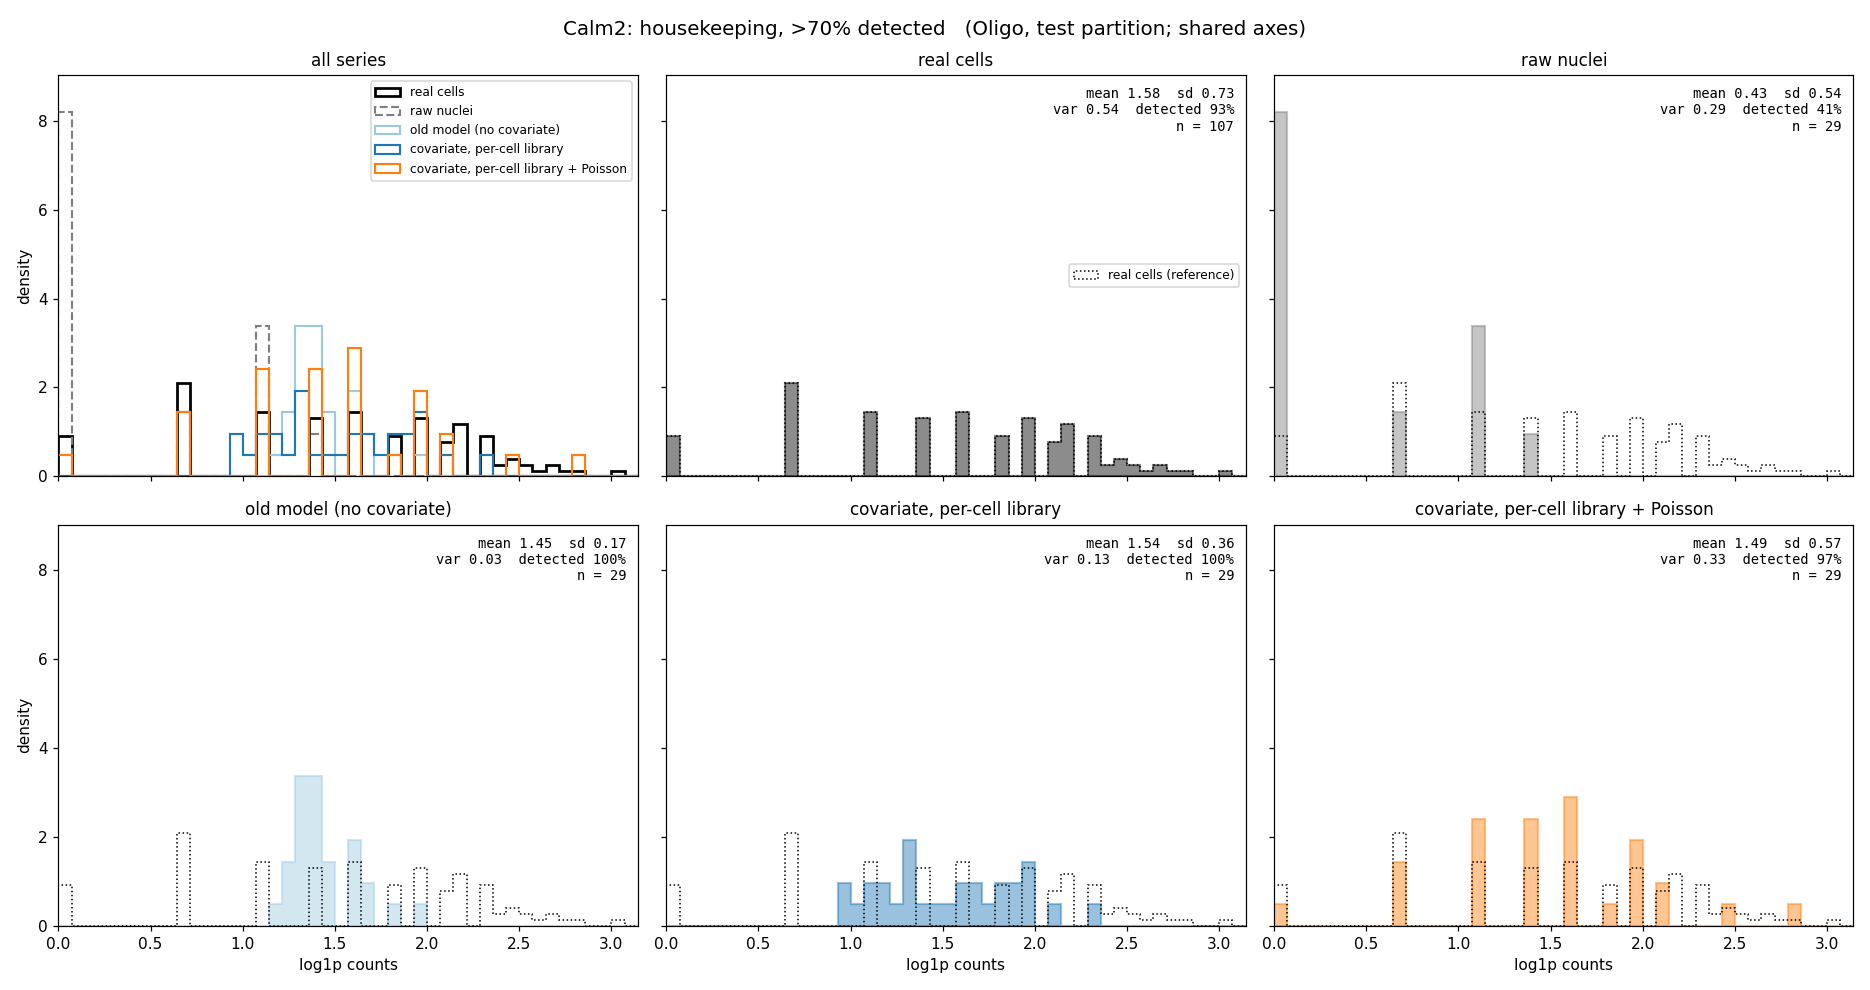 Calm2: housekeeping, >70% detected (Oligo, test partition; shared axes)
all series
real cells
raw nuclei
old model (no covariate)
covariate, per-cell library
covariate, per-cell library + Poisson
density
8
6
4
2
0
real cells
mean 1.58 sd 0.73
var 0.54 detected 93%
n = 107
real cells (reference)
raw nuclei
mean 0.43 sd 0.54
var 0.29 detected 41%
n = 29
old model (no covariate)
mean 1.45 sd 0.17
var 0.03 detected 100%
n = 29
density
8
6
4
2
0
0.0 0.5 1.0 1.5 2.0 2.5 3.0
log1p counts
covariate, per-cell library
mean 1.54 sd 0.36
var 0.13 detected 100%
n = 29
0.0 0.5 1.0 1.5 2.0 2.5 3.0
log1p counts
covariate, per-cell library + Poisson
mean 1.49 sd 0.57
var 0.33 detected 97%
n = 29
0.0 0.5 1.0 1.5 2.0 2.5 3.0
log1p counts